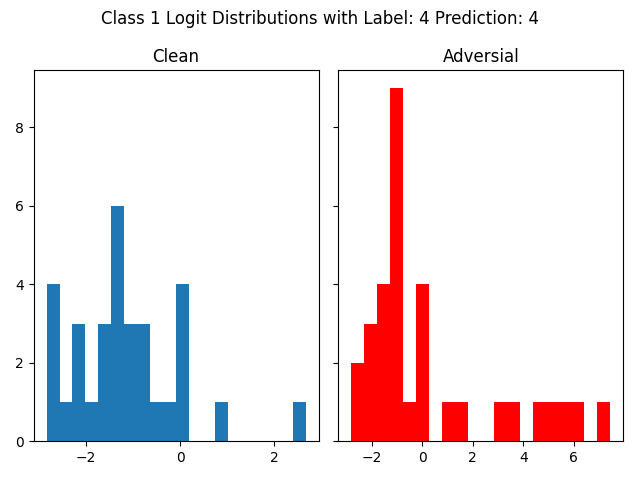 Class 1 Logit Distributions with Label: 4 Prediction: 4
Clean
Adversial
8
6
4
2
0
−2 0 2
−2 0 2 4 6